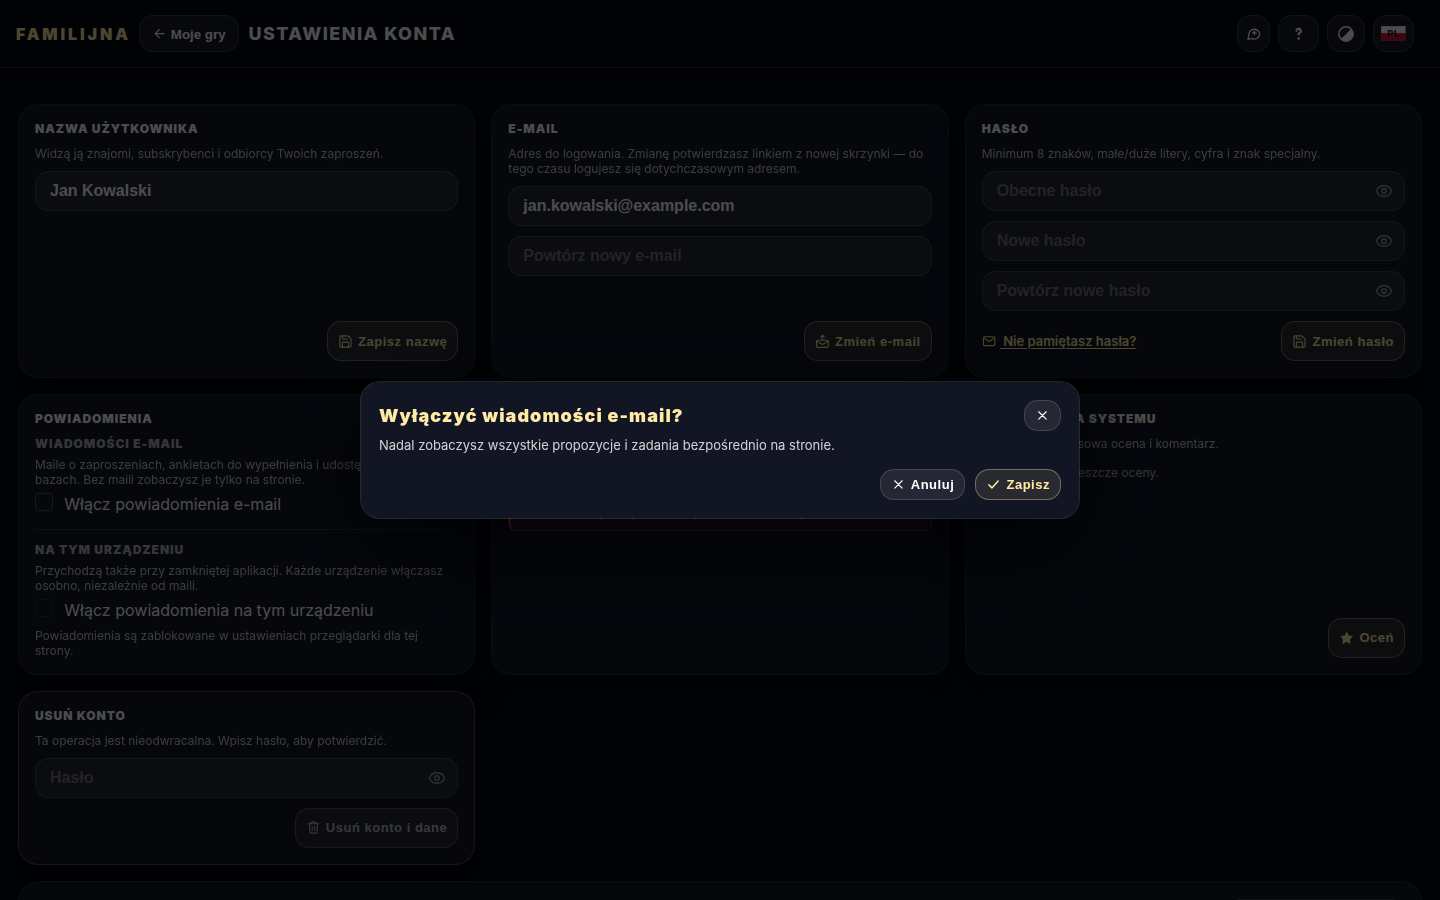 FAMILIJNA
Moje gry
USTAWIENIA KONTA
?
PL
NAZWA UŻYTKOWNIKA
Widzą ją znajomi, subskrybenci i odbiorcy Twoich zaproszeń.
Jan Kowalski
Zapisz nazwę
E-MAIL
Adres do logowania. Zmianę potwierdzasz linkiem z nowej skrzynki — do
tego czasu logujesz się dotychczasowym adresem.
jan.kowalski@example.com
Powtórz nowy e-mail
Zmień e-mail
HASŁO
Minimum 8 znaków, małe/duże litery, cyfra i znak specjalny.
Obecne hasło
Nowe hasło
Powtórz nowe hasło
Nie pamiętasz hasła?
Zmień hasło
Wyłączyć wiadomości e-mail?
Nadal zobaczysz wszystkie propozycje i zadania bezpośrednio na stronie.
Anuluj
Zapisz
POWIADOMIENIA
WIADOMOŚCI E-MAIL
Maile o zaproszeniach, ankietach do wypełnienia i
bazach. Bez maili zobaczysz je tylko na stronie.
Włącz powiadomienia e-mail
NA TYM URZĄDZENIU
Przychodzą także przy zamkniętej aplikacji. Każde urządzenie włączasz
osobno, niezależnie od maili.
Włącz powiadomienia na tym urządzeniu
Powiadomienia są zablokowane w ustawieniach przeglądarki dla tej
strony.
SYSTEMU
ocena i komentarz.
oceny.
Oceń
USUŃ KONTO
Ta operacja jest nieodwracalna. Wpisz hasło, aby potwierdzić.
Hasło
Usuń konto i dane